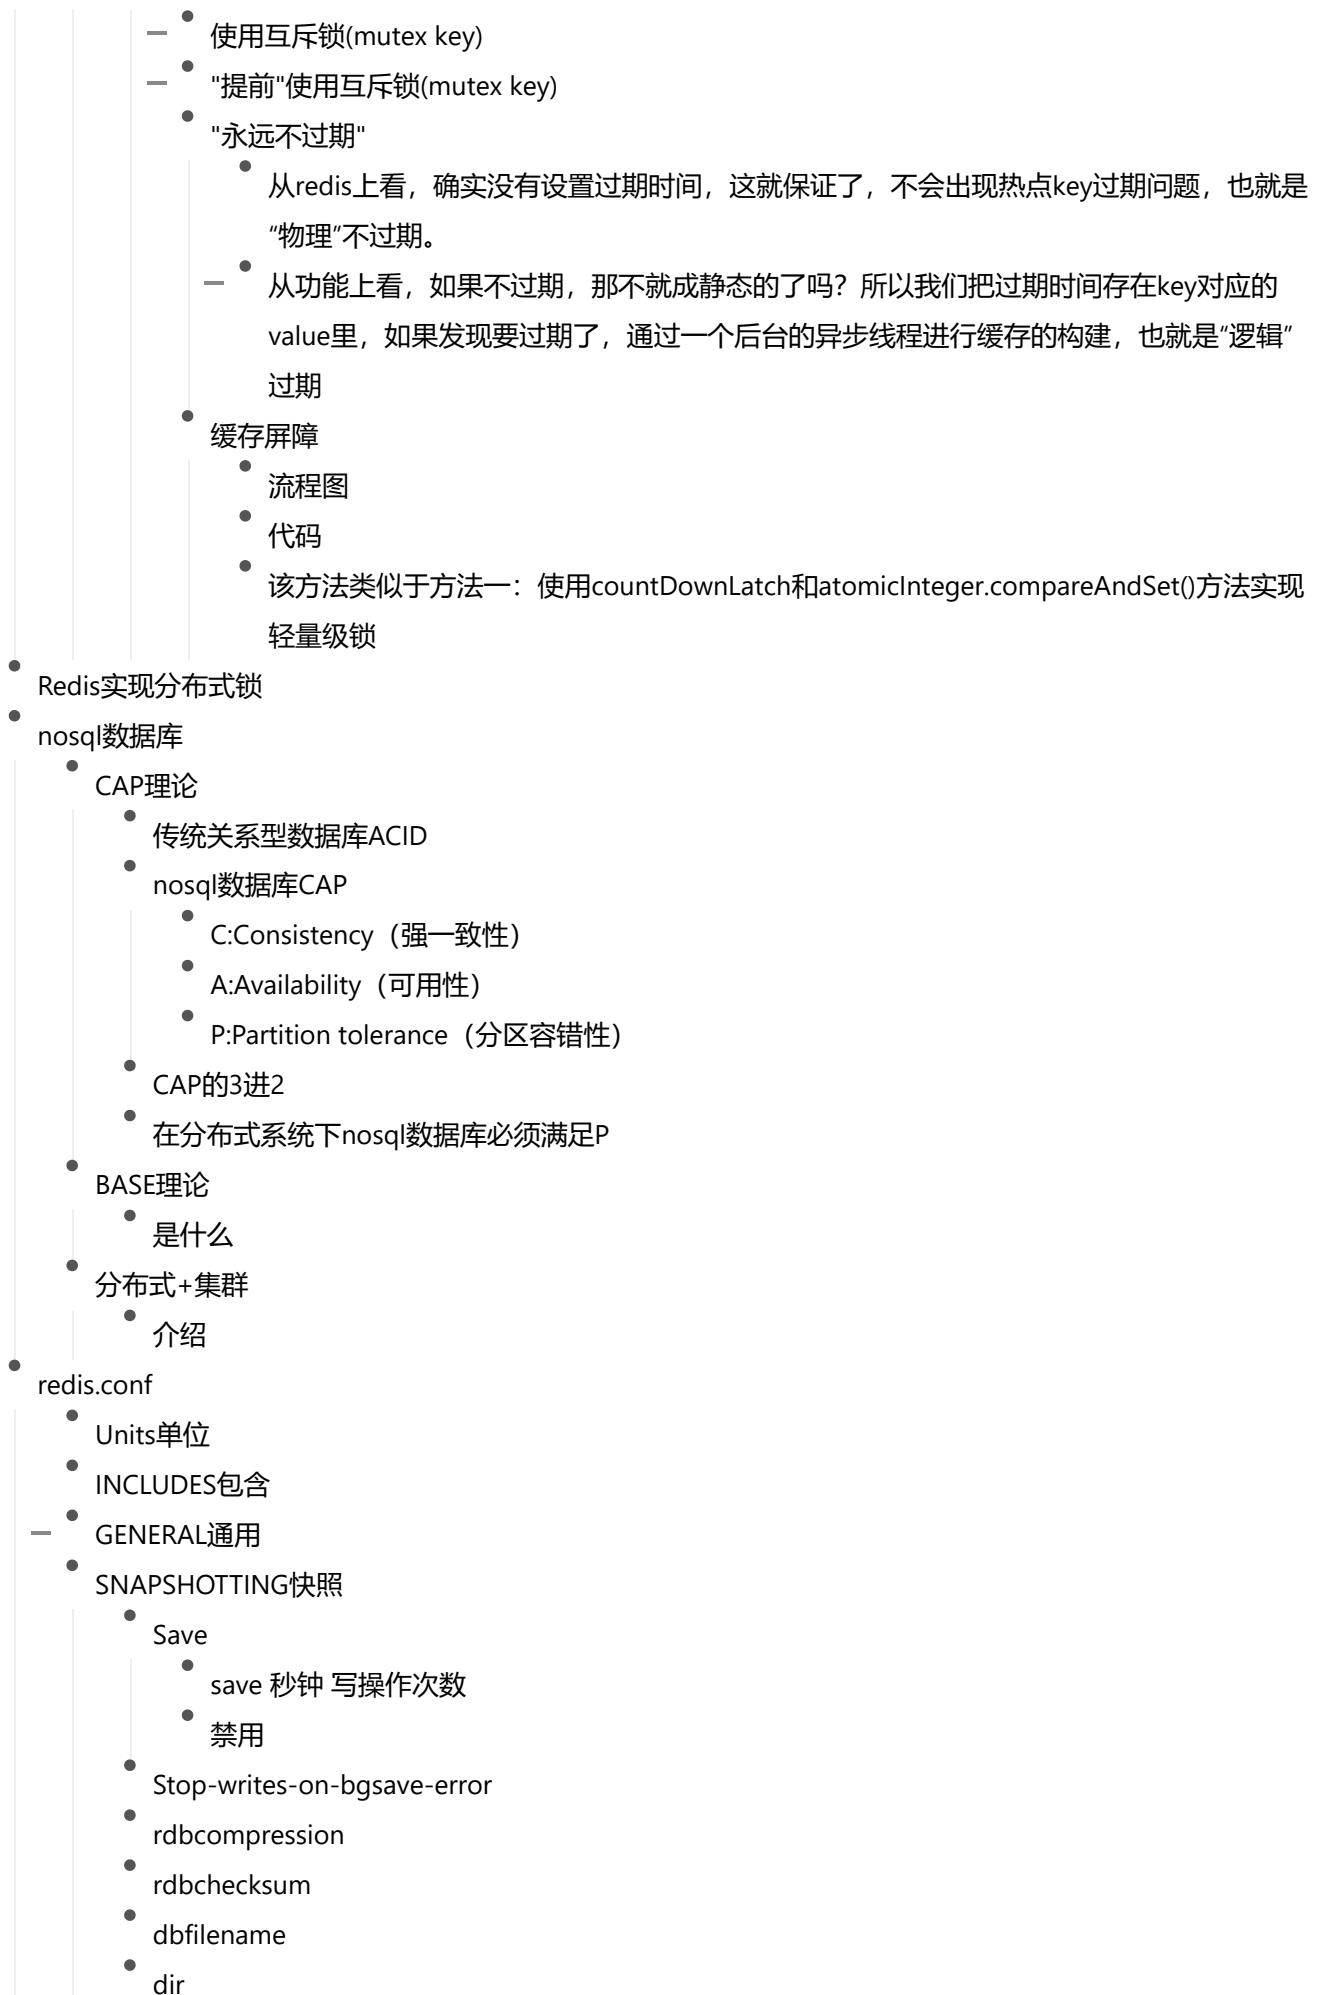 使用互斥锁(mutex key)
"提前"使用互斥锁(mutex key)
"永远不过期"
从redis上看，确实没有设置过期时间，这就保证了，不会出现热点key过期问题，也就是
“物理”不过期。
从功能上看，如果不过期，那不就成静态的了吗？所以我们把过期时间存在key对应的
value里，如果发现要过期了，通过一个后台的异步线程进行缓存的构建，也就是“逻辑”
过期
缓存屏障
流程图
代码
该方法类似于方法一：使用countDownLatch和atomicInteger.compareAndSet()方法实现
轻量级锁
Redis实现分布式锁
nosql数据库
CAP理论
传统关系型数据库ACID
nosql数据库CAP
C:Consistency（强一致性）
A:Availability（可用性）
P:Partition tolerance（分区容错性）
CAP的3进2
在分布式系统下nosql数据库必须满足P
BASE理论
是什么
分布式+集群
介绍
redis.conf
Units单位
INCLUDES包含
GENERAL通用
SNAPSHOTTING快照
Save
save 秒钟 写操作次数
禁用
Stop-writes-on-bgsave-error
rdbcompression
rdbchecksum
dbfilename
dir